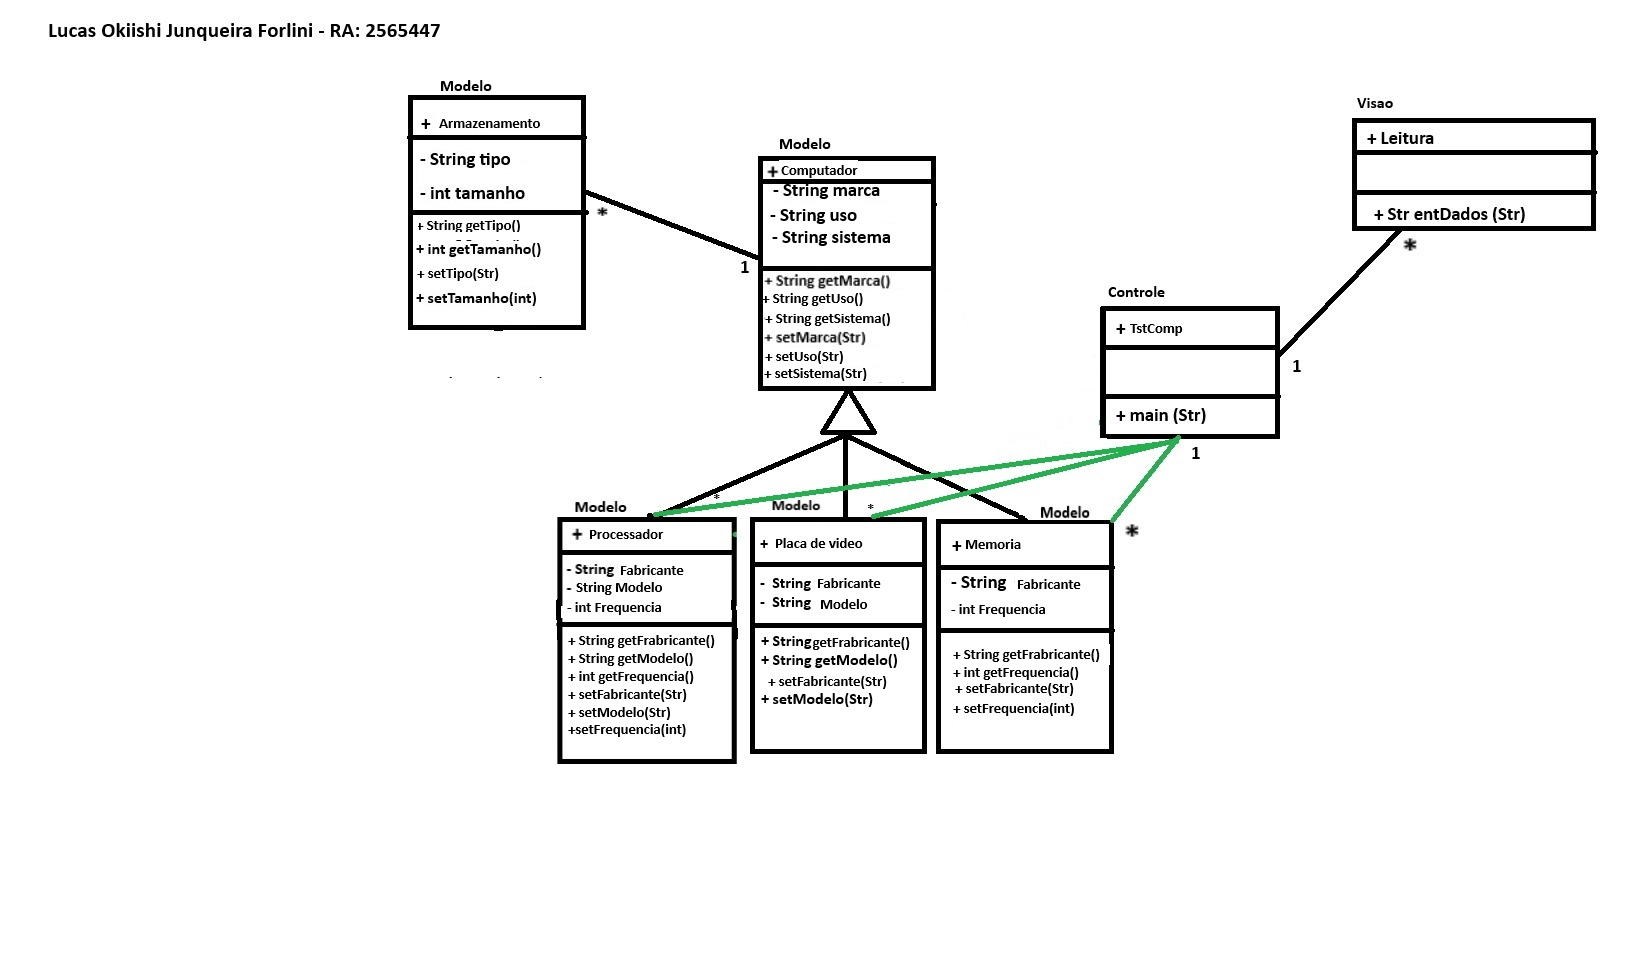 Lucas Okiishi Junqueira Forlini - RA: 2565447
Modelo
+ Armazenamento
- String tipo
- int tamanho
+ String getTipo()
+ int getTamanho()
+ setTipo(Str)
+ setTamanho(int)
*
1
Modelo
+ Computador
- String marca
- String uso
- String sistema
+ String getMarca()
+ String getUso()
+ String getSistema()
+ setMarca(Str)
+ setUso(Str)
+ setSistema(Str)
Visao
+ Leitura
+ Str entDados (Str)
*
1
Controle
+ TstComp
+ main (Str)
1
*
*
*
Modelo
+ Processador
- String Fabricante
- String Modelo
- int Frequencia
+ String getFrabricante()
+ String getModelo()
+ int getFrequencia()
+ setFabricante(Str)
+ setModelo(Str)
+setFrequencia(int)
Modelo
+ Placa de video
- String Fabricante
- String Modelo
+ StringgetFrabricante()
+ String getModelo()
+ setFabricante(Str)
+ setModelo(Str)
Modelo
+ Memoria
- String Fabricante
- int Frequencia
+ String getFrabricante()
+ int getFrequencia()
+ setFabricante(Str)
+ setFrequencia(int)